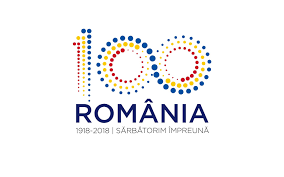 100
ROMÂNIA
1918-2018 | SĂRBĂTORIM ÎMPREUNĂ